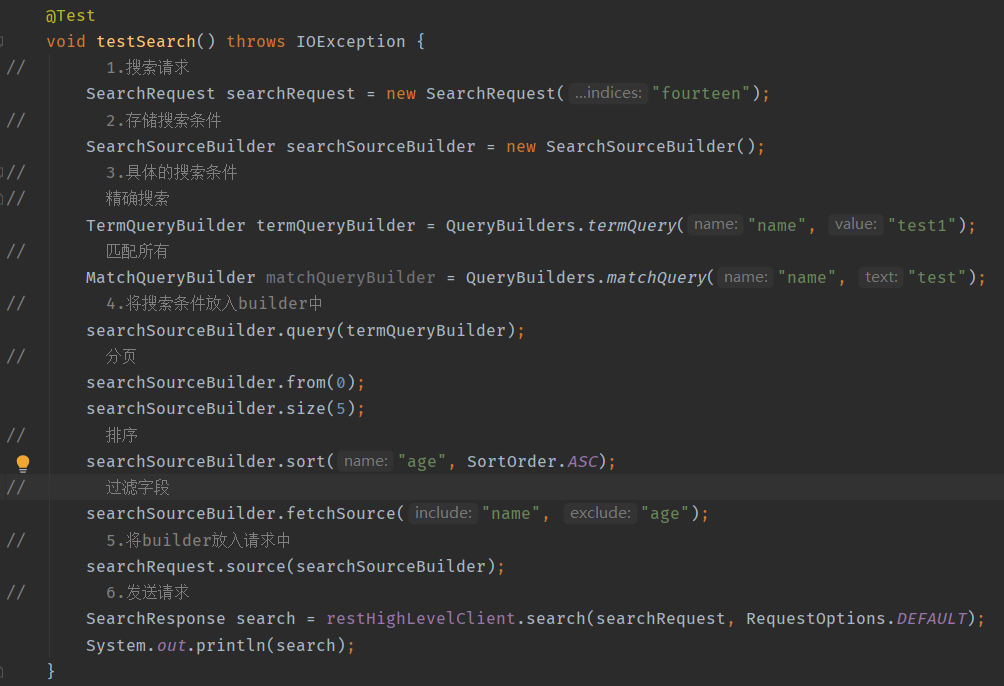 @Test
void testSearch() throws IOException {
//        1.搜索请求
    SearchRequest searchRequest = new SearchRequest( ...indices: "fourteen");
//        2.存储搜索条件
    SearchSourceBuilder searchSourceBuilder = new SearchSourceBuilder();
//        3.具体的搜索条件
//        精确搜索
    TermQueryBuilder termQueryBuilder = QueryBuilders.termQuery( name: "name", value: "test1");
//        匹配所有
    MatchQueryBuilder matchQueryBuilder = QueryBuilders.matchQuery( name: "name", text: "test");
//        4.将搜索条件放入builder中
    searchSourceBuilder.query(termQueryBuilder);
//        分页
    searchSourceBuilder.from(0);
    searchSourceBuilder.size(5);
//        排序
    searchSourceBuilder.sort( name: "age", SortOrder.ASC);
//        过滤字段
    searchSourceBuilder.fetchSource( include: "name", exclude: "age");
//        5.将builder放入请求中
    searchRequest.source(searchSourceBuilder);
//        6.发送请求
    SearchResponse search = restHighLevelClient.search(searchRequest, RequestOptions.DEFAULT);
    System.out.println(search);
}